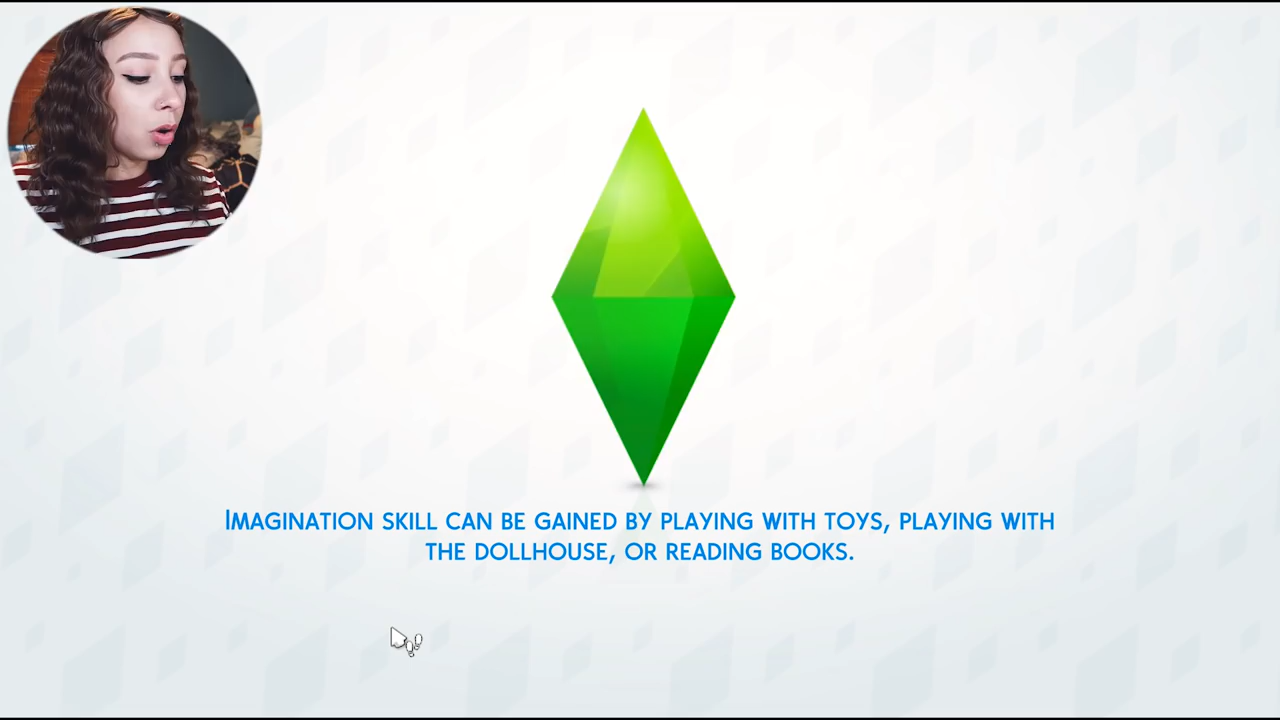 Imagination skill can be gained by playing with toys, playing with
the dollhouse, or reading books.